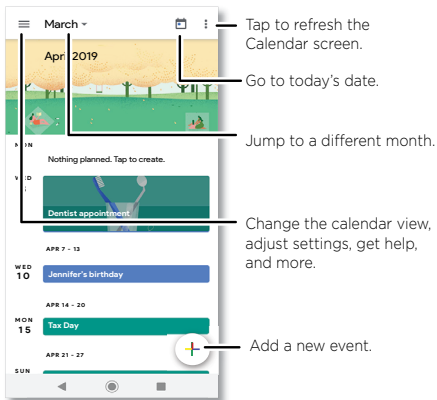 March
Tap to refresh the
Calendar screen.
April 2019
Go to today's date.
Jump to a different month.
MON
Nothing planned. Tap to create.
WED
Dentist appointment
Change the calendar view,
adjust settings, get help,
and more.
APR 7 – 13
WED
10
Jennifer's birthday
APR 14 – 20
MON
15
Tax Day
Add a new event.
APR 21 – 27
SUN